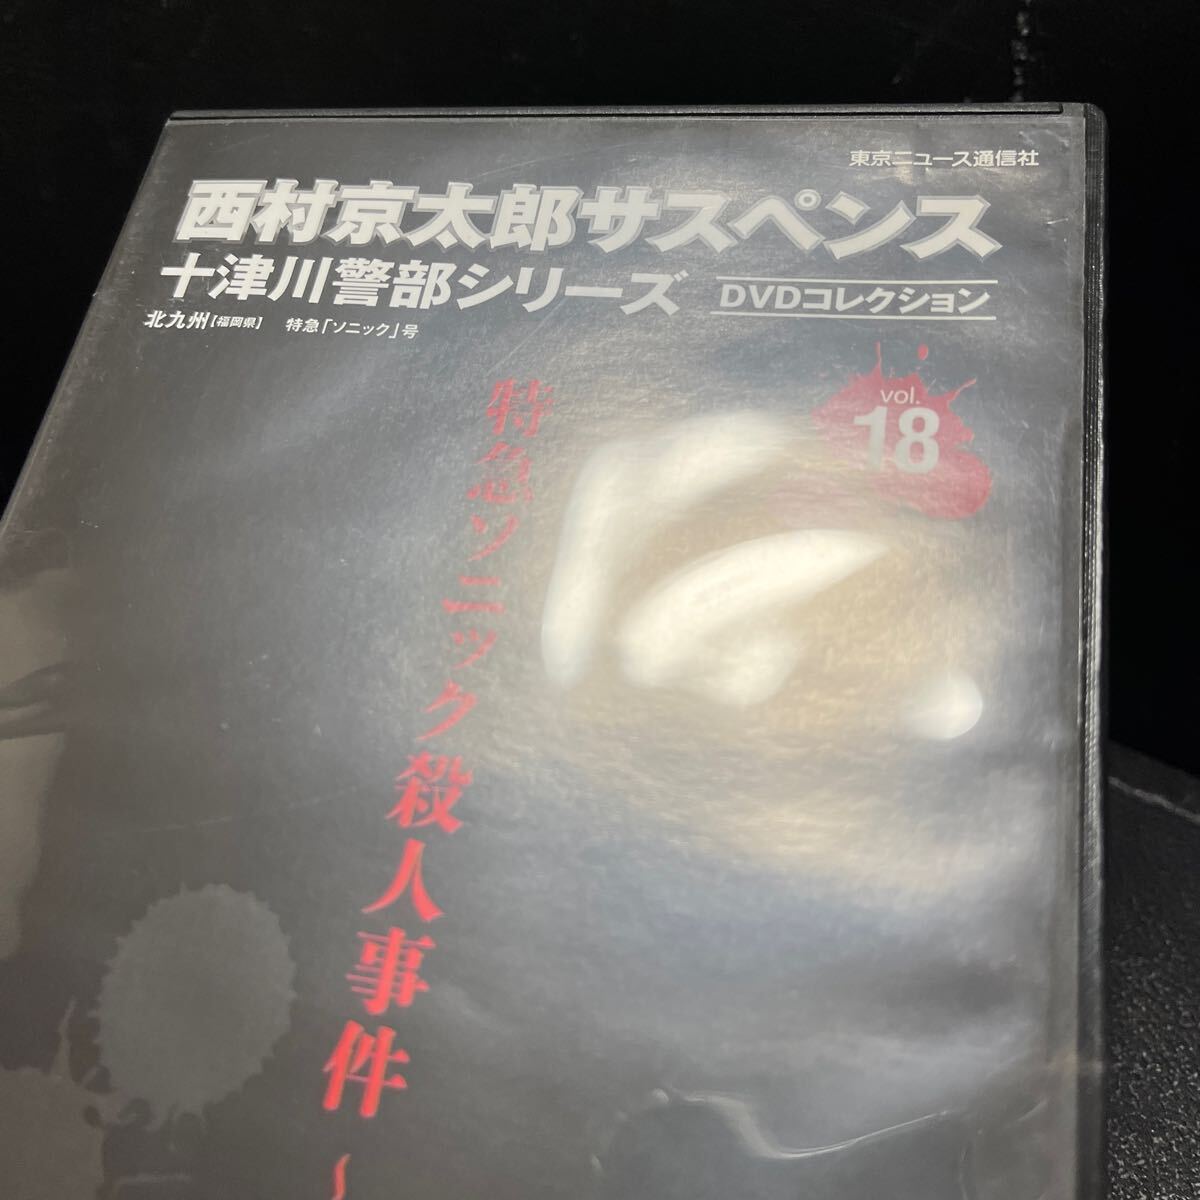 東京ニュース通信社
西村京太郎サスペンス
十津川警部シリーズ
DVDコレクション
北九州【福岡県】 特急「ソニック」号
vol.
18
特急ソニック殺人事件〜